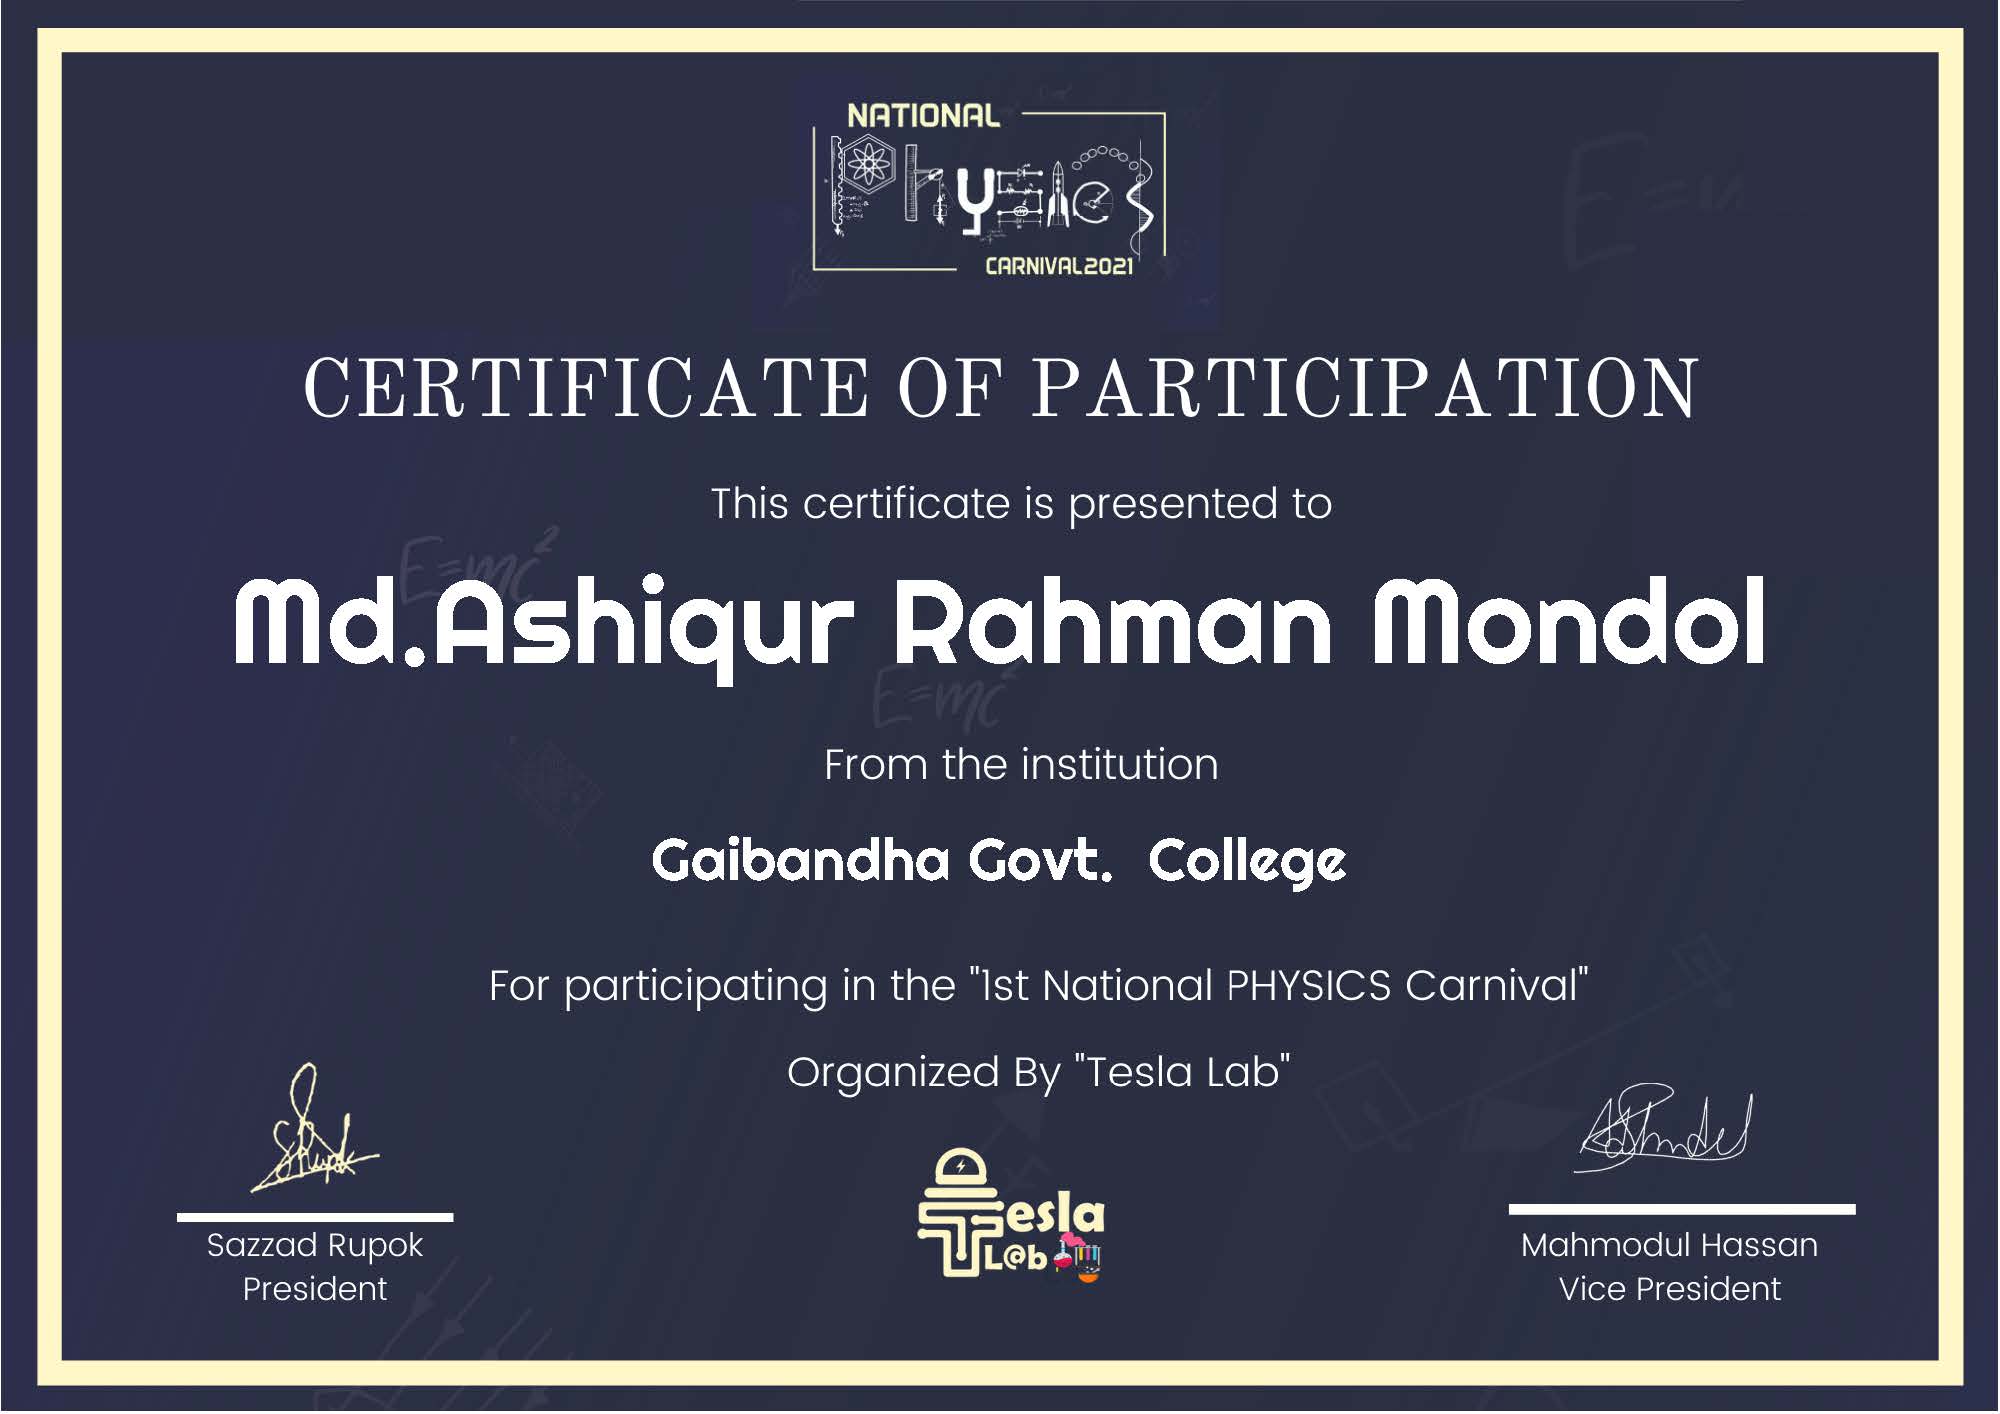 NATIONAL
Physics
CARNIVAL2021
CERTIFICATE OF PARTICIPATION
This certificate is presented to
E=mc²
Md.Ashiqur Rahman Mondol
E=mc²
From the institution
Gaibandha Govt. College
For participating in the "1st National PHYSICS Carnival"
Organized By "Tesla Lab"
Tesla
L@b
Sazzad Rupok
President
Mahmodul Hassan
Vice President